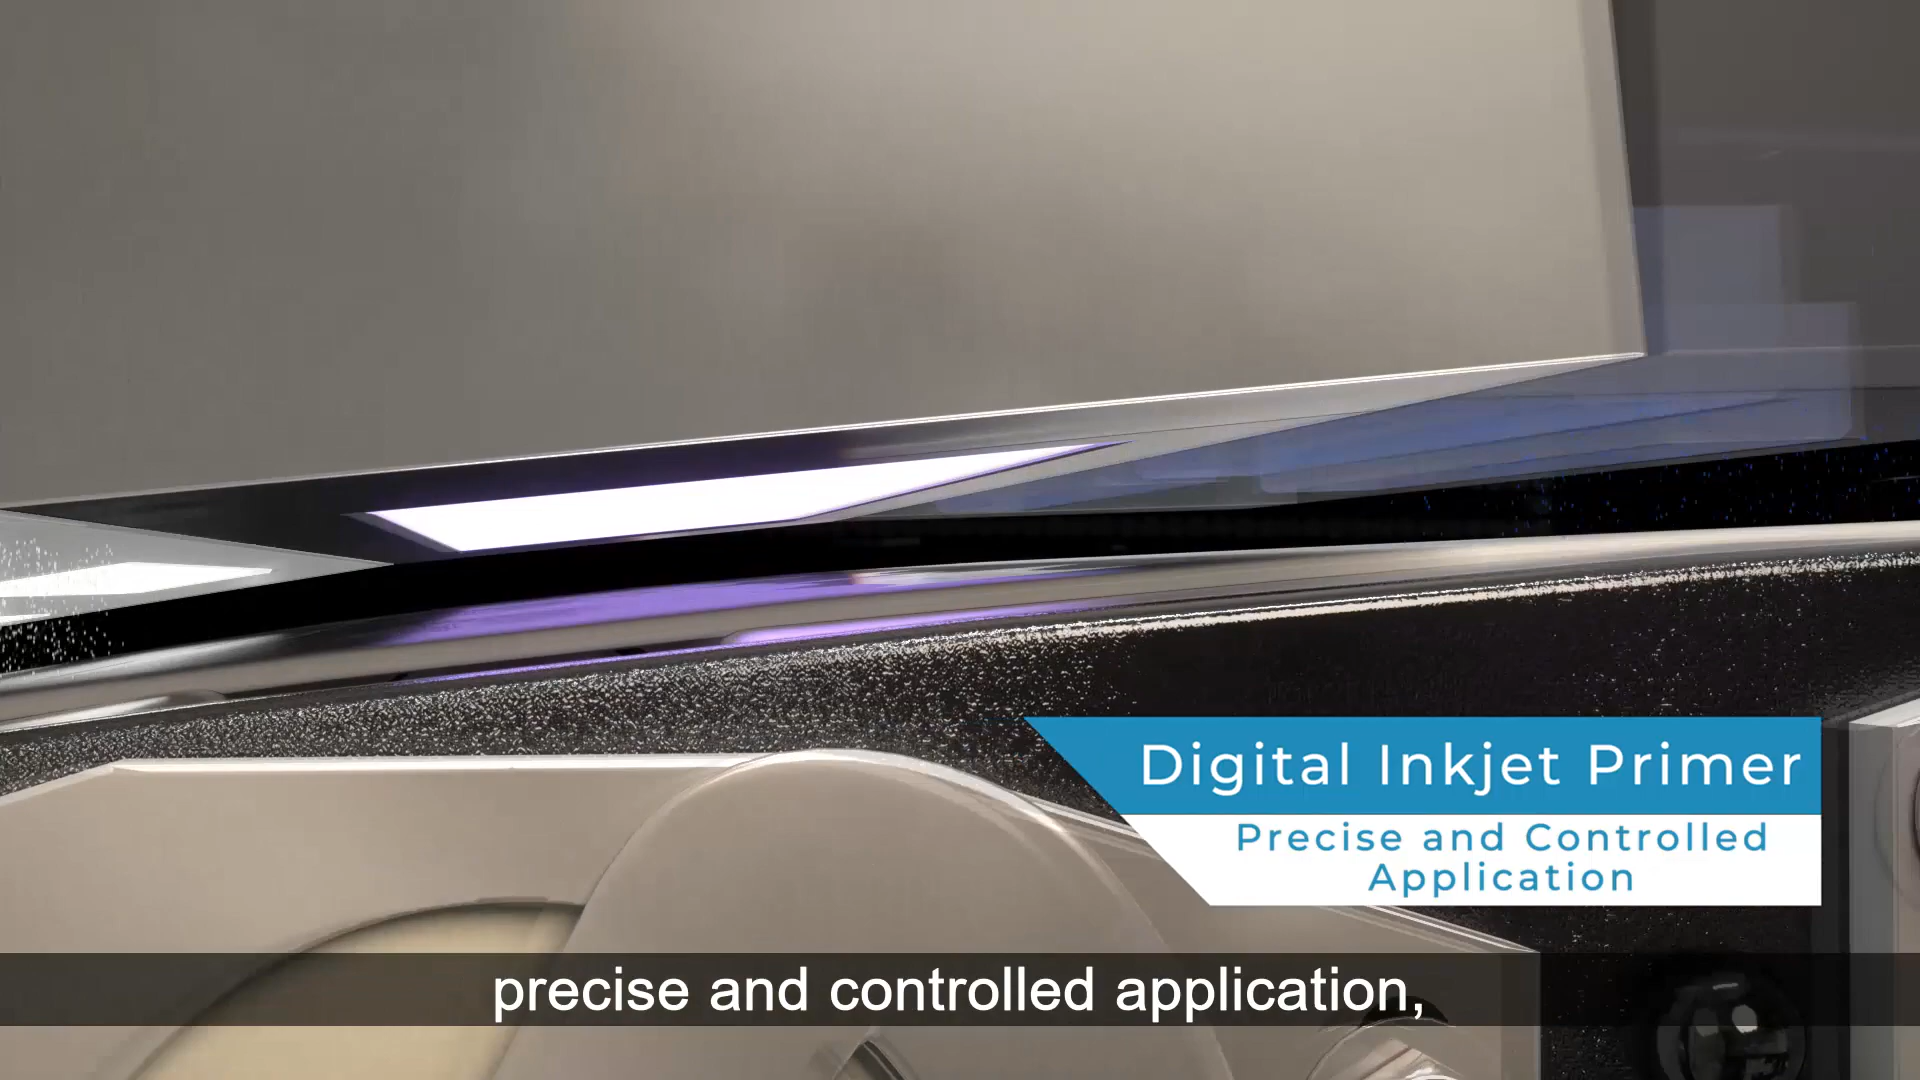 Digital Inkjet Primer
Precise and Controlled
Application
precise and controlled application,